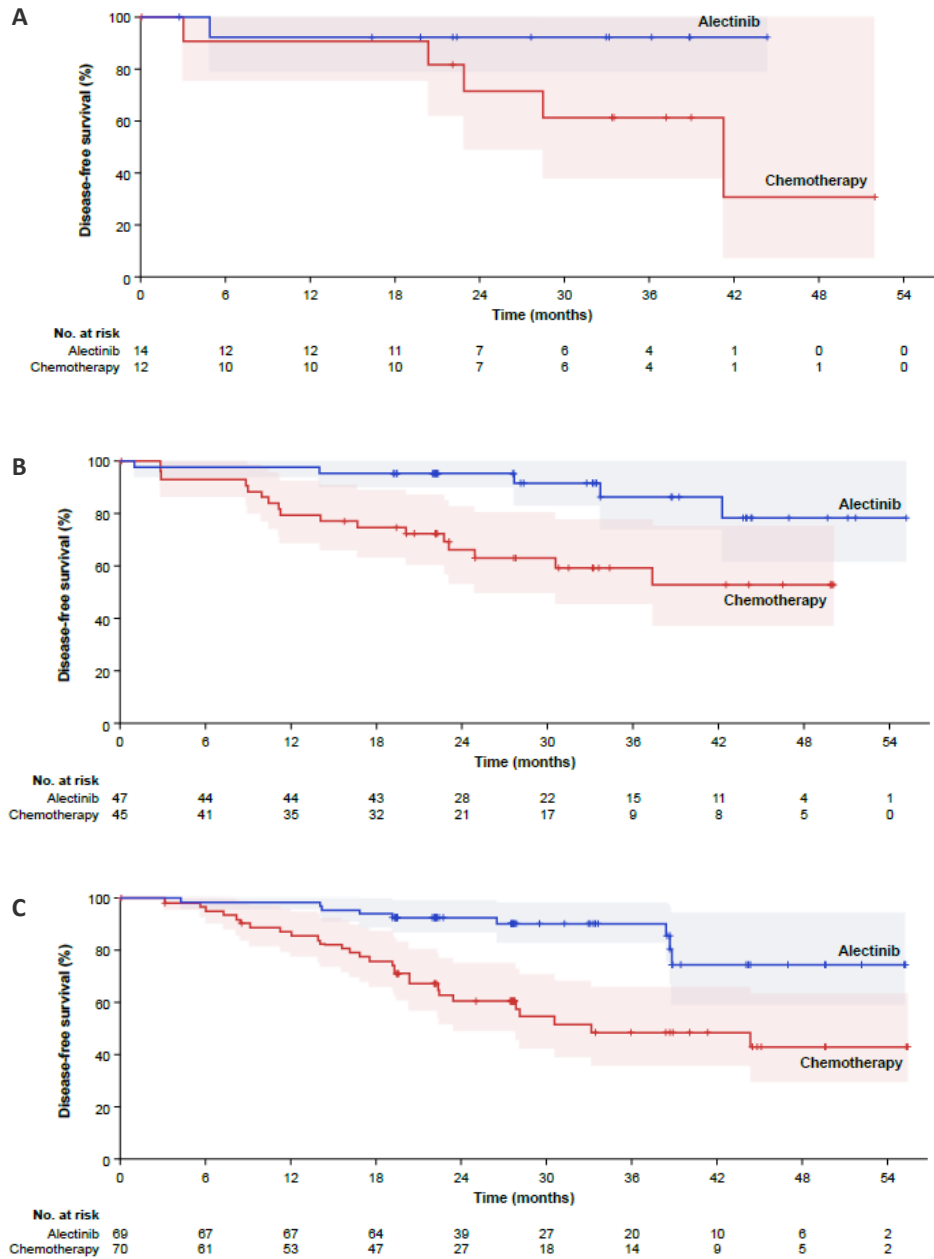 A
100
80
60
40
20
0
Disease-free survival (%)
Alectinib
Chemotherapy
0 6 12 18 24 30 36 42 48 54
Time (months)
No. at risk
Alectinib 14 12 12 11 7 6 4 1 0 0
Chemotherapy 12 10 10 10 7 6 4 1 1 0
B
100
80
60
40
20
0
Disease-free survival (%)
Alectinib
Chemotherapy
0 6 12 18 24 30 36 42 48 54
Time (months)
No. at risk
Alectinib 47 44 44 43 28 22 15 11 4 1
Chemotherapy 45 41 35 32 21 17 9 8 5 0
C
100
80
60
40
20
0
Disease-free survival (%)
Alectinib
Chemotherapy
0 6 12 18 24 30 36 42 48 54
Time (months)
No. at risk
Alectinib 69 67 67 64 39 27 20 10 6 2
Chemotherapy 70 61 53 47 27 18 14 9 5 2